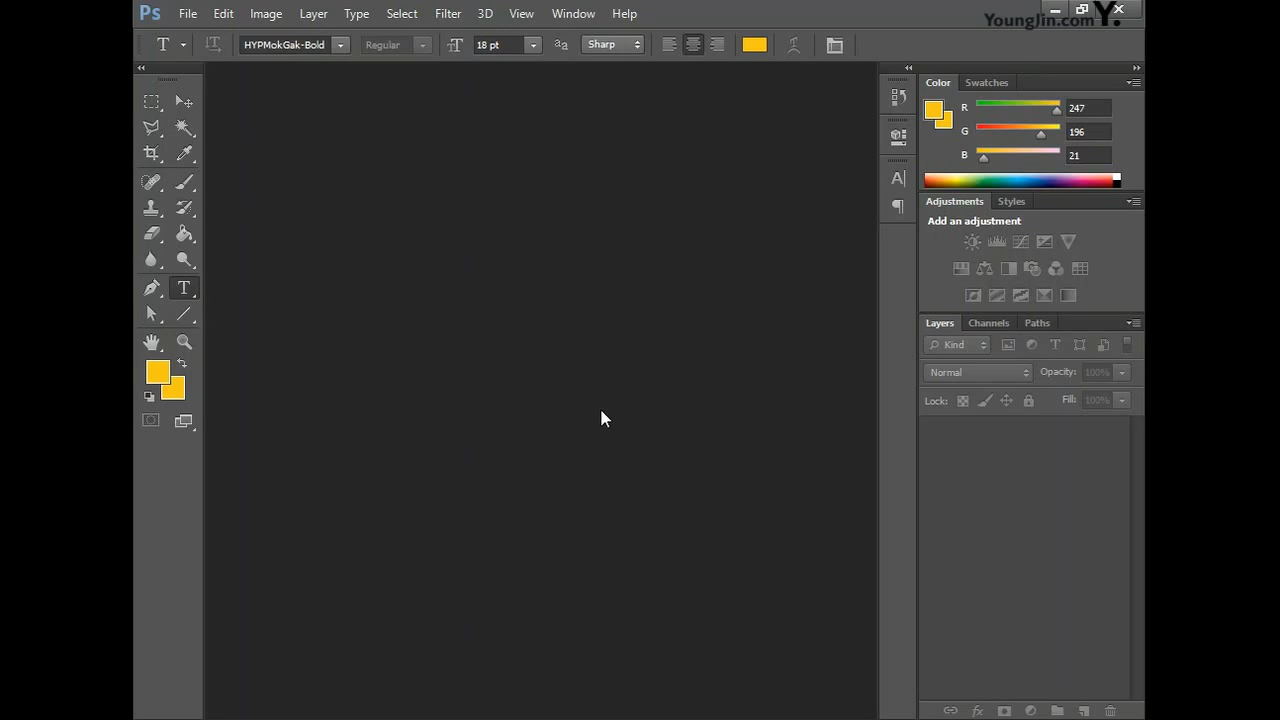 Ps File Edit Image Layer Type Select Filter 3D View Window Help
YoungJin.com Y.
T HYPMokGak-Bold Regular 18 pt Sharp
Color Swatches
R 247
G 196
B 21
Adjustments Styles
Add an adjustment
Layers Channels Paths
Kind
Normal Opacity: 100%
Lock: Fill: 100%